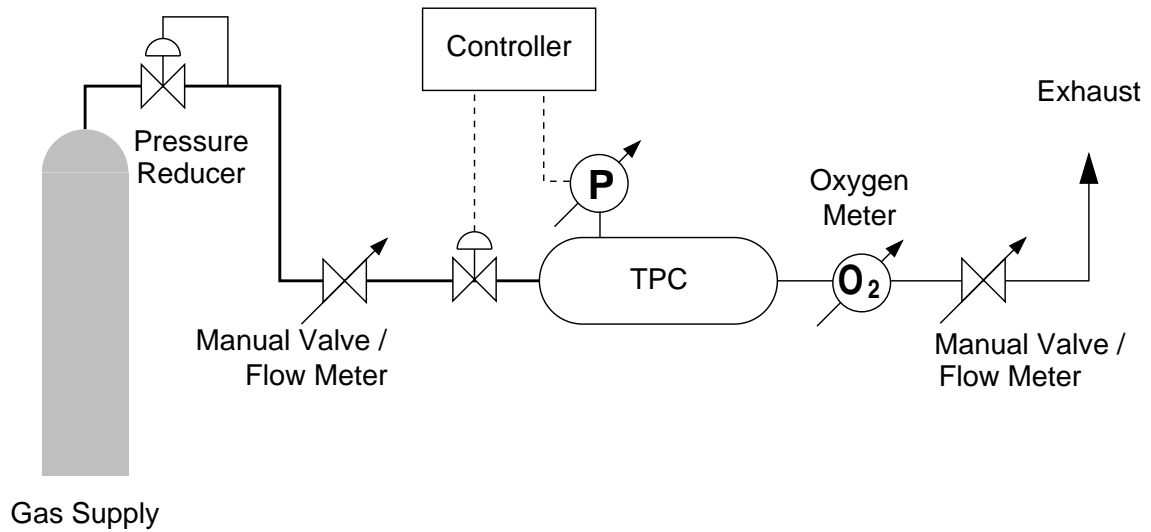 Controller
Exhaust
Pressure
Reducer
P
Oxygen
Meter
TPC
O2
Manual Valve /
Flow Meter
Manual Valve /
Flow Meter
Gas Supply